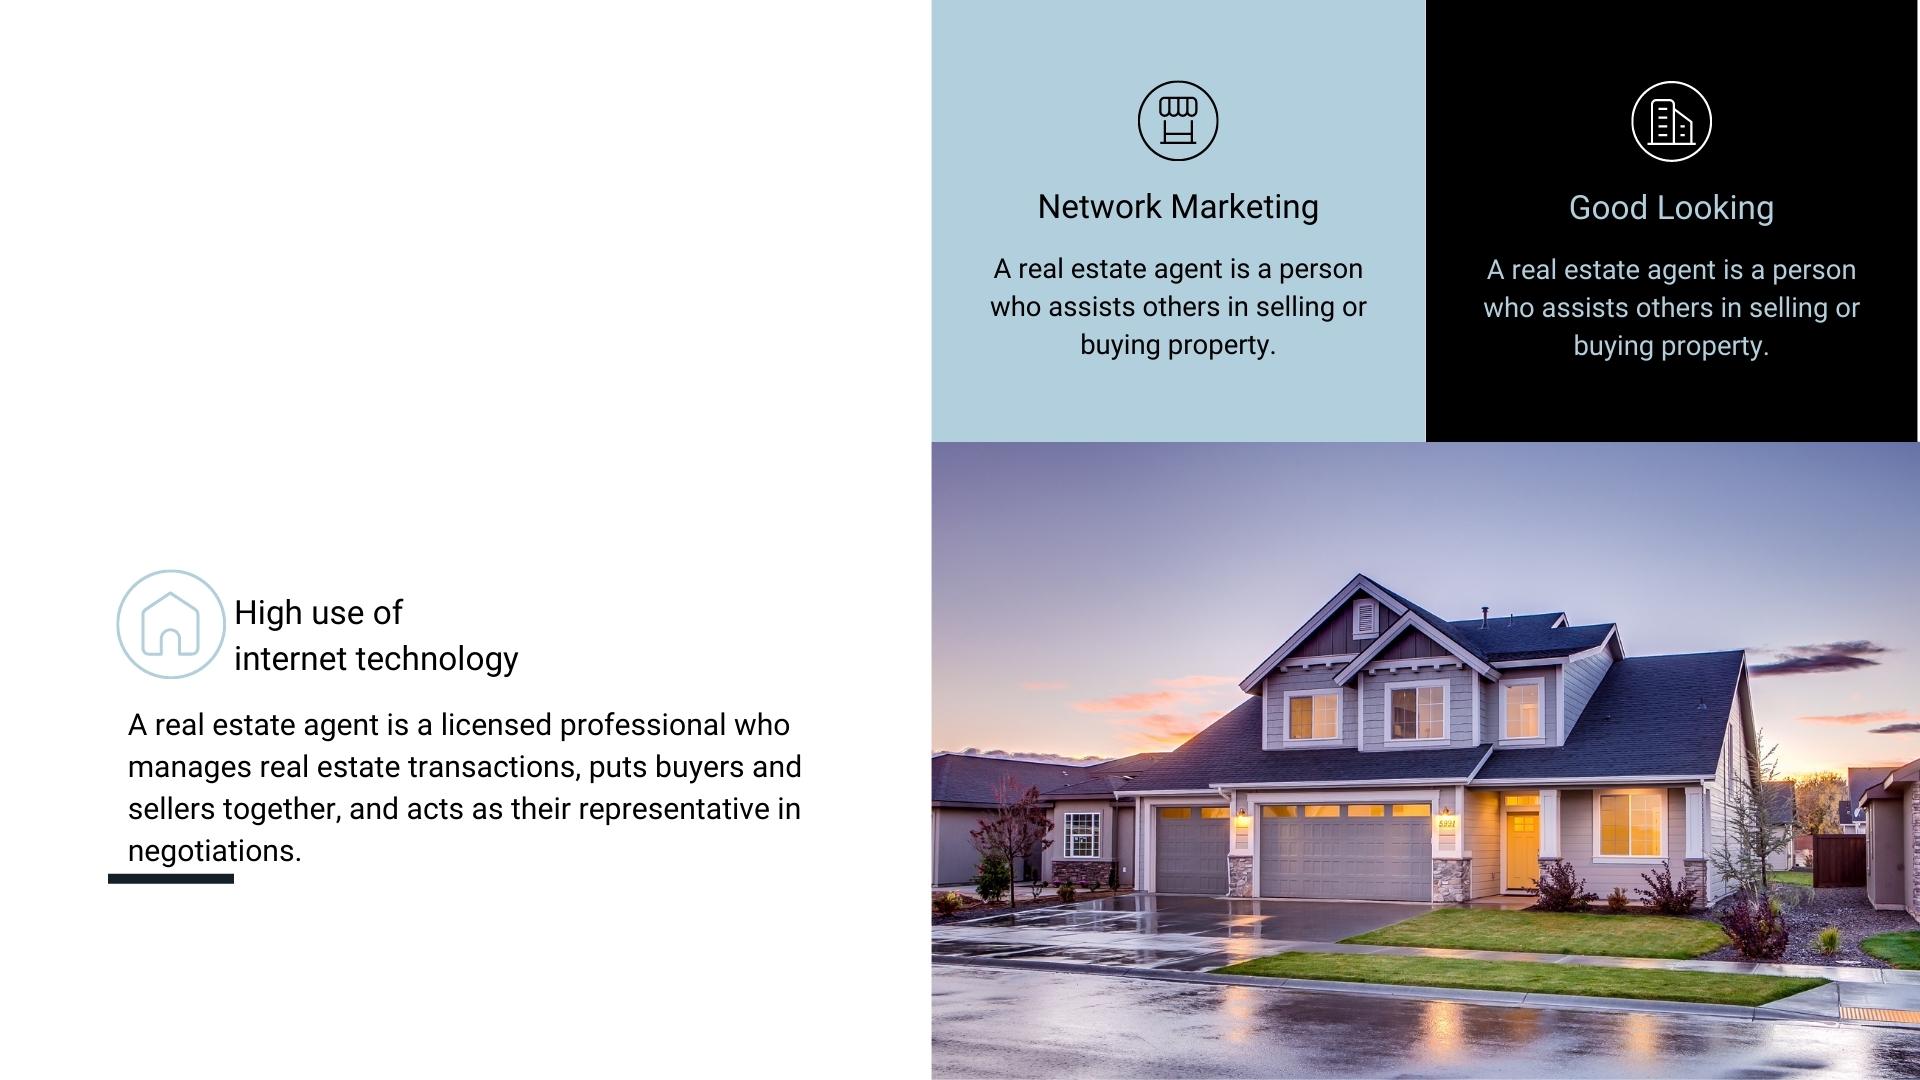 Network Marketing
A real estate agent is a person
who assists others in selling or
buying property.
Good Looking
A real estate agent is a person
who assists others in selling or
buying property.
High use of
internet technology
A real estate agent is a licensed professional who
manages real estate transactions, puts buyers and
sellers together, and acts as their representative in
negotiations.